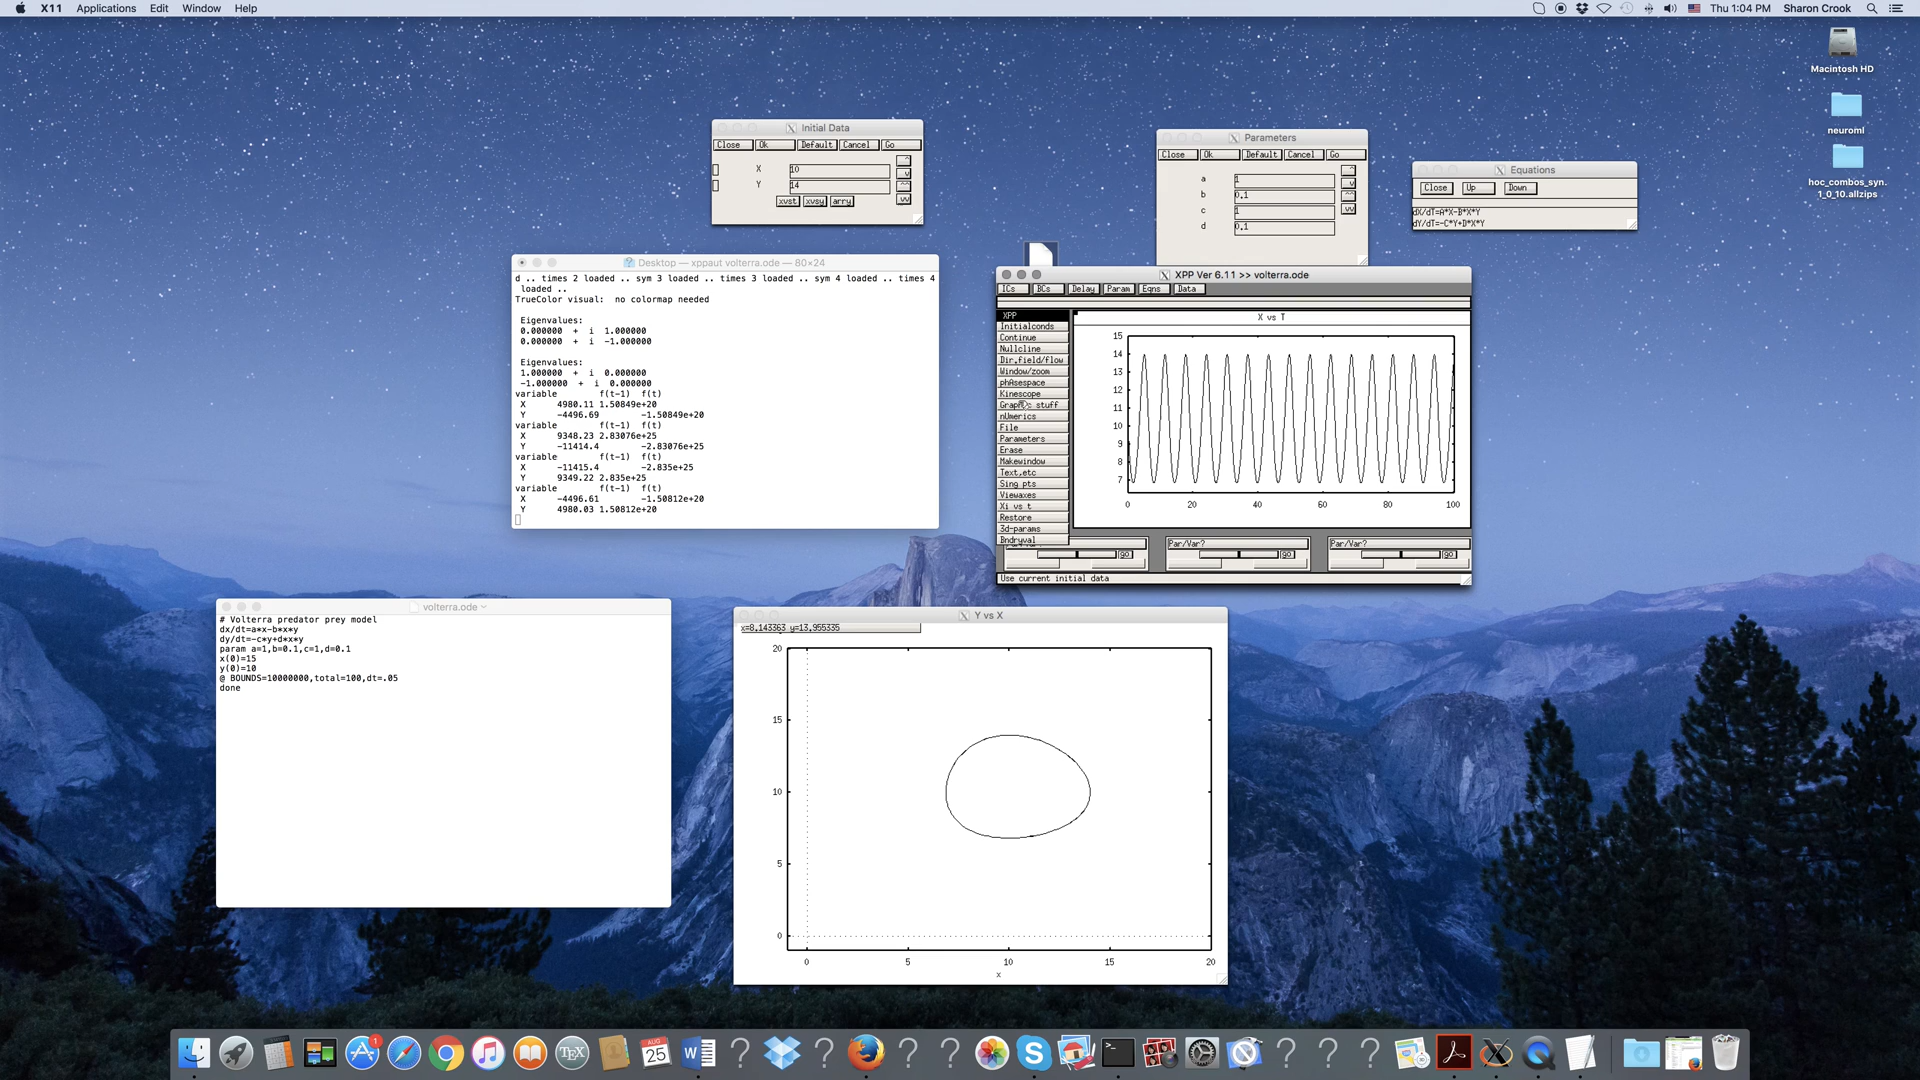 X11 Applications Edit Window Help
Thu 1:04 PM Sharon Crook
Macintosh HD
neuroml
hoc_combos_syn.
1_0_10.allzips
Initial Data
Close Ok Default Cancel Go
X 10
Y 14
xvst xvsy arry
Parameters
Close Ok Default Cancel Go
a 1
b 0.1
c 1
d 0.1
Equations
Close Up Down
dX/dT=A*X-B*X*Y
dY/dT=-C*Y+D*X*Y
Desktop — xppaut volterra.ode — 80×24
d .. times 2 loaded .. sym 3 loaded .. times 3 loaded .. sym 4 loaded .. times 4
loaded ..
TrueColor visual: no colormap needed
Eigenvalues:
0.000000 + i 1.000000
0.000000 + i -1.000000
Eigenvalues:
1.000000 + i 0.000000
-1.000000 + i 0.000000
variable f(t-1) f(t)
X 4980.11 1.50849e+20
Y -4496.69 -1.50849e+20
variable f(t-1) f(t)
X 9348.23 2.83076e+25
Y -11414.4 -2.83076e+25
variable f(t-1) f(t)
X -11415.4 -2.835e+25
Y 9349.22 2.835e+25
variable f(t-1) f(t)
X -4496.61 -1.50812e+20
Y 4980.03 1.50812e+20
XPP Ver 6.11 >> volterra.ode
ICs BCs Delay Param Eqns Data
XPP
Initialconds
Continue
Nullcline
Dir.field/flow
Window/zoom
phAsespace
Kinescope
Graphic stuff
nUmerics
File
Parameters
Erase
Makewindow
Text,etc
Sing pts
Viewaxes
Xi vs t
Restore
3d-params
Bndryval
X vs T
15
14
13
12
11
10
9
8
7
0 20 40 60 80 100
Par/Var? Par/Var?
go go go
Use current initial data
volterra.ode
# Volterra predator prey model
dx/dt=a*x-b*x*y
dy/dt=-c*y+d*x*y
param a=1,b=0.1,c=1,d=0.1
x(0)=15
y(0)=10
@ BOUNDS=10000000,total=100,dt=.05
done
Y vs X
x=8.143363 y=13.955335
20
15
10
5
0
0 5 10 15 20
x
1
TEX
AUG
25